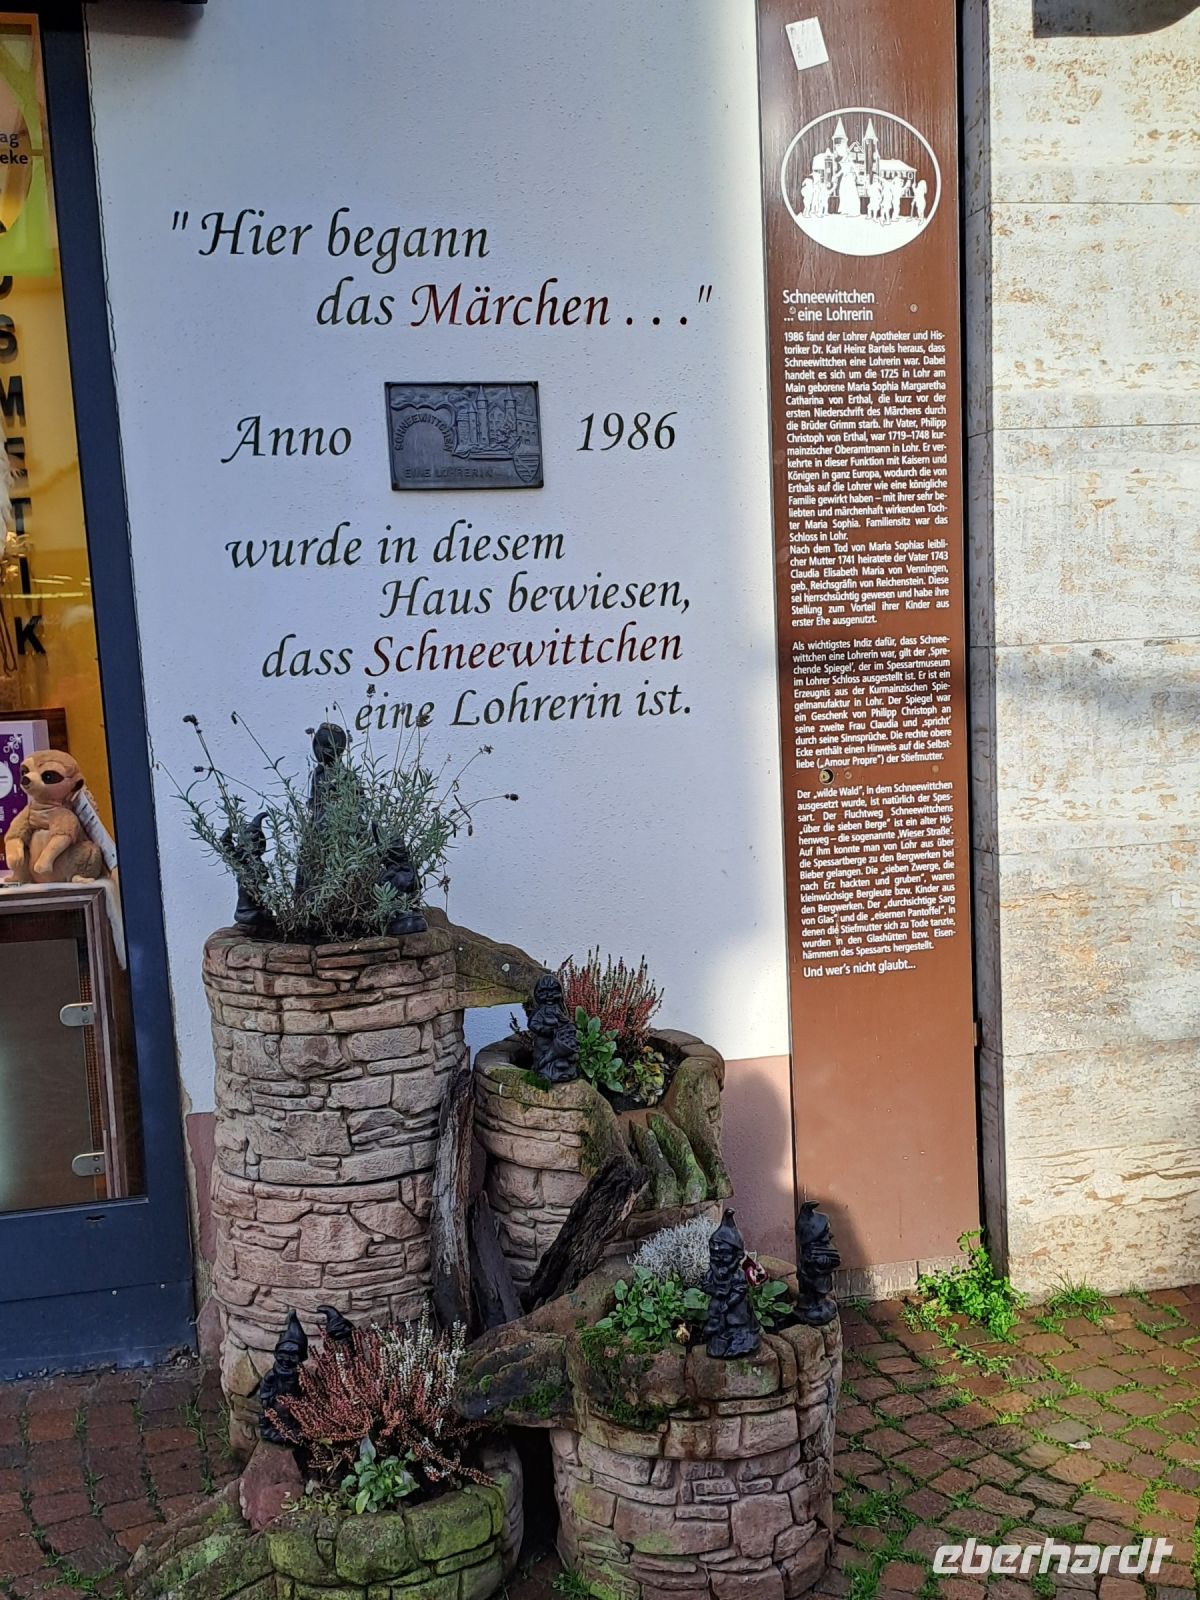 ag
eke
OSMETIK
"Hier begann
das Märchen . . ."
Anno
SCHNEEWITTCHEN
EINE LOHRERIN
1986
wurde in diesem
Haus bewiesen,
dass Schneewittchen
eine Lohrerin ist.
Schneewittchen
... eine Lohrerin
1986 fand der Lohrer Apotheker und His-
toriker Dr. Karl Heinz Bartels heraus, dass
Schneewittchen eine Lohrerin war. Dabei
handelt es sich um die 1725 in Lohr am
Main geborene Maria Sophia Margaretha
Catharina von Erthal, die kurz vor der
ersten Niederschrift des Märchens durch
die Brüder Grimm starb. Ihr Vater, Philipp
Christoph von Erthal, war 1719–1748 kur-
mainzischer Oberamtmann in Lohr. Er ver-
kehrte in dieser Funktion mit Kaisern und
Königen in ganz Europa, wodurch die von
Erthals auf die Lohrer wie eine königliche
Familie gewirkt haben – mit ihrer sehr be-
liebten und märchenhaft wirkenden Toch-
ter Maria Sophia. Familiensitz war das
Schloss in Lohr.
Nach dem Tod von Maria Sophias leibli-
cher Mutter 1741 heiratete der Vater 1743
Claudia Elisabeth Maria von Venningen,
geb. Reichsgräfin von Reichenstein. Diese
sei herrschsüchtig gewesen und habe ihre
Stellung zum Vorteil ihrer Kinder aus
erster Ehe ausgenutzt.
Als wichtigstes Indiz dafür, dass Schnee-
wittchen eine Lohrerin war, gilt der ‚Spre-
chende Spiegel', der im Spessartmuseum
im Lohrer Schloss ausgestellt ist. Er ist ein
Erzeugnis aus der Kurmainzischen Spie-
gelmanufaktur in Lohr. Der Spiegel war
ein Geschenk von Philipp Christoph an
seine zweite Frau Claudia und ‚spricht'
durch seine Sinnsprüche. Die rechte obere
Ecke enthält einen Hinweis auf die Selbst-
liebe („Amour Propre") der Stiefmutter.
Der „wilde Wald", in dem Schneewittchen
ausgesetzt wurde, ist natürlich der Spes-
sart. Der Fluchtweg Schneewittchens
„über die sieben Berge" ist ein alter Hö-
henweg – die sogenannte ‚Wieser Straße'.
Auf ihm konnte man von Lohr aus über
die Spessartberge zu den Bergwerken bei
Bieber gelangen. Die „sieben Zwerge, die
nach Erz hackten und gruben", waren
kleinwüchsige Bergleute bzw. Kinder aus
den Bergwerken. Der „durchsichtige Sarg
von Glas" und die „eisernen Pantoffel", in
denen die Stiefmutter sich zu Tode tanzte,
wurden in den Glashütten bzw. Eisen-
hämmern des Spessarts hergestellt.
Und wer's nicht glaubt...
eberhardt